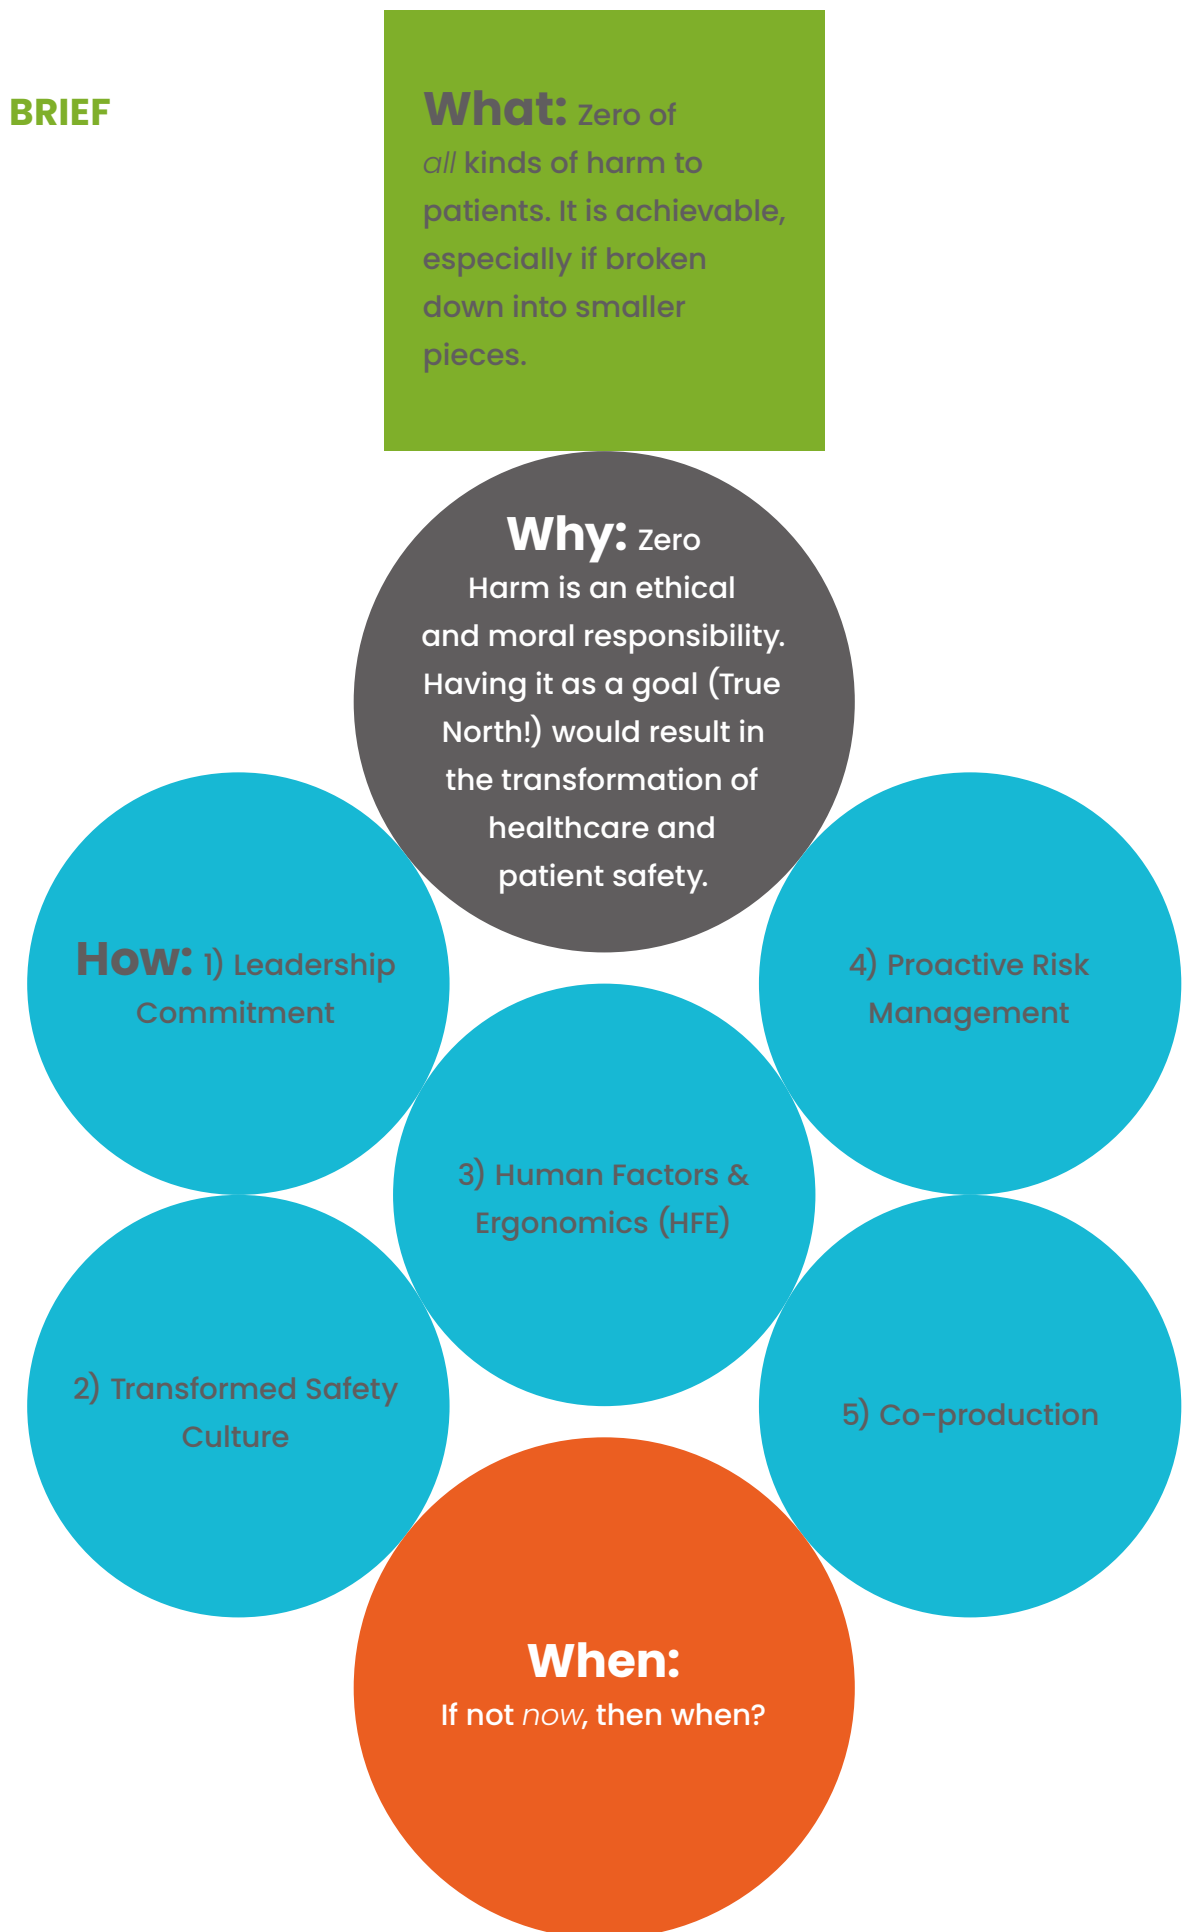 BRIEF
What: Zero of
all kinds of harm to
patients. It is achievable,
especially if broken
down into smaller
pieces.
Why: Zero
Harm is an ethical
and moral responsibility.
Having it as a goal (True
North!) would result in
the transformation of
healthcare and
patient safety.
How: 1) Leadership
Commitment
2) Transformed Safety
Culture
3) Human Factors &
Ergonomics (HFE)
4) Proactive Risk
Management
5) Co-production
When:
If not now, then when?